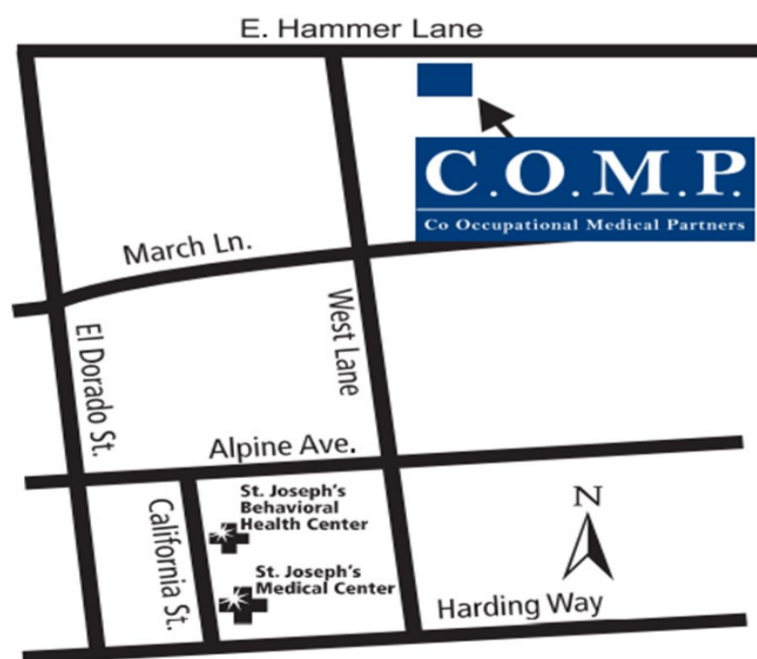 E. Hammer Lane
C.O.M.P.
Co Occupational Medical Partners
March Ln.
El Dorado St.
West Lane
Alpine Ave.
California St.
St. Joseph's
Behavioral
Health Center
St. Joseph's
Medical Center
N
Harding Way